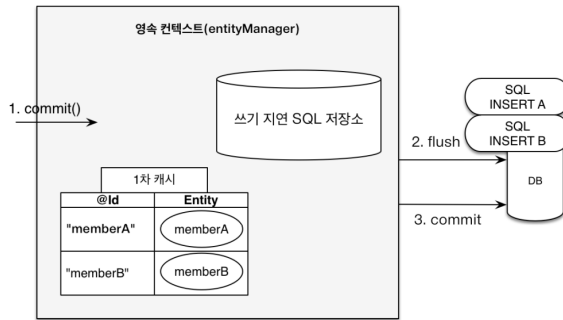 영속 컨텍스트(entityManager)
1. commit()
쓰기 지연 SQL 저장소
SQL
INSERT A
SQL
INSERT B
2. flush
DB
3. commit
1차 캐시
@Id Entity
"memberA" memberA
"memberB" memberB